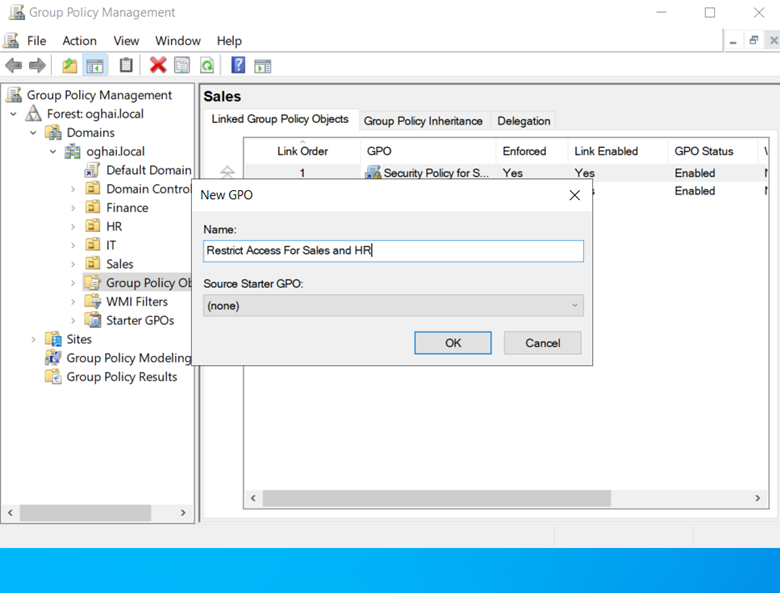 Group Policy Management
File Action View Window Help
Group Policy Management
Forest: oghai.local
Domains
oghai.local
Default Domain
Domain Contro
Finance
HR
IT
Sales
Group Policy Ob
WMI Filters
Starter GPOs
Sites
Group Policy Modeling
Group Policy Results
Sales
Linked Group Policy Objects Group Policy Inheritance Delegation
Link Order GPO Enforced Link Enabled GPO Status
1 Security Policy for S... Yes Yes Enabled
Enabled
New GPO
Name:
Restrict Access For Sales and HR
Source Starter GPO:
(none)
OK Cancel